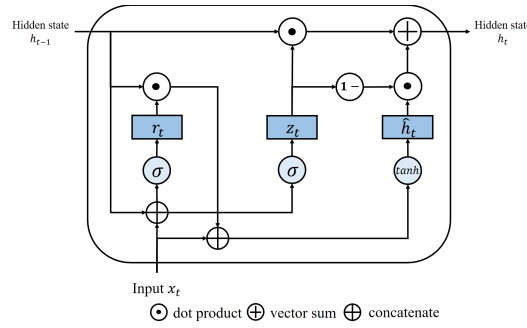 Hidden state
h_{t-1}
Hidden state
h_t
1 −
r_t
z_t
ĥ_t
σ
σ
tanh
Input x_t
dot product
vector sum
concatenate